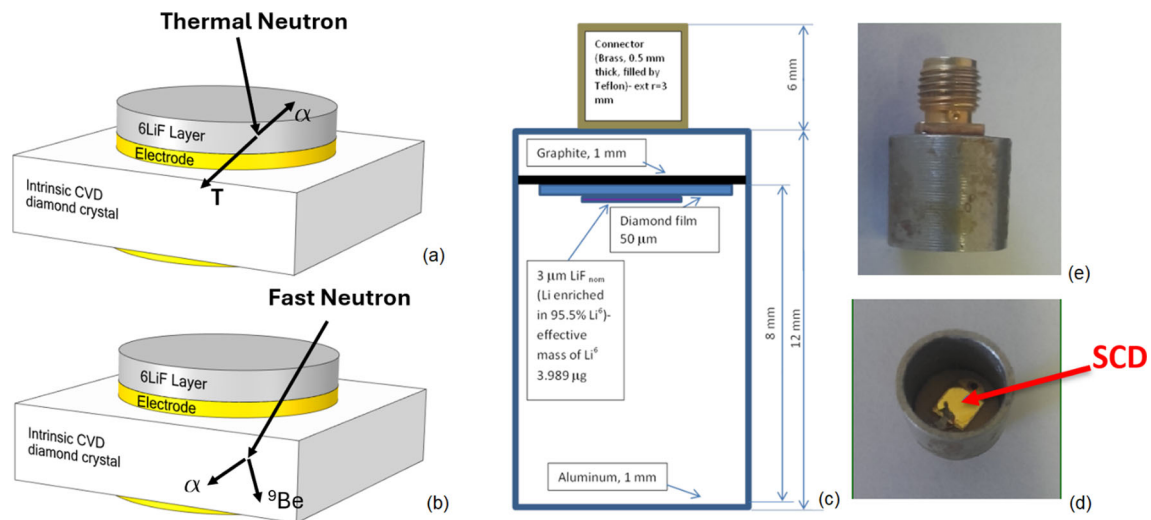 Thermal Neutron
α
6LiF Layer
Electrode
T
Intrinsic CVD
diamond crystal
(a)
Fast Neutron
6LiF Layer
Electrode
Intrinsic CVD
diamond crystal
α
⁹Be
(b)
Connector
(Brass, 0.5 mm
thick, filled by
Teflon)- ext r=3
mm
6 mm
Graphite, 1 mm
Diamond film
50 µm
3 µm LiF nom
(Li enriched
in 95.5% Li⁶)-
effective
mass of Li⁶
3.989 µg
8 mm
12 mm
Aluminum, 1 mm
(c)
(e)
SCD
(d)